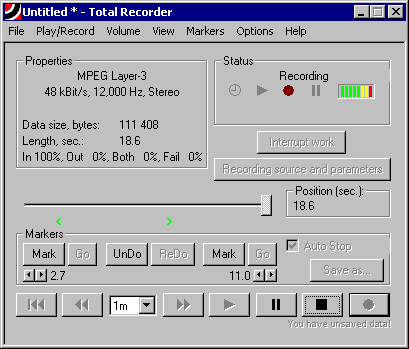 Untitled * - Total Recorder
File Play/Record Volume View Markers Options Help
Properties
MPEG Layer-3
48 kBit/s, 12,000 Hz, Stereo
Data size, bytes: 111 408
Length, sec.: 18.6
In 100%, Out 0%, Both 0%, Fail 0%
Status
Recording
Interrupt work
Recording source and parameters
Position (sec.):
18.6
Markers
Mark Go UnDo ReDo Mark Go
2.7 11.0
Auto Stop
Save as...
1m
You have unsaved data!